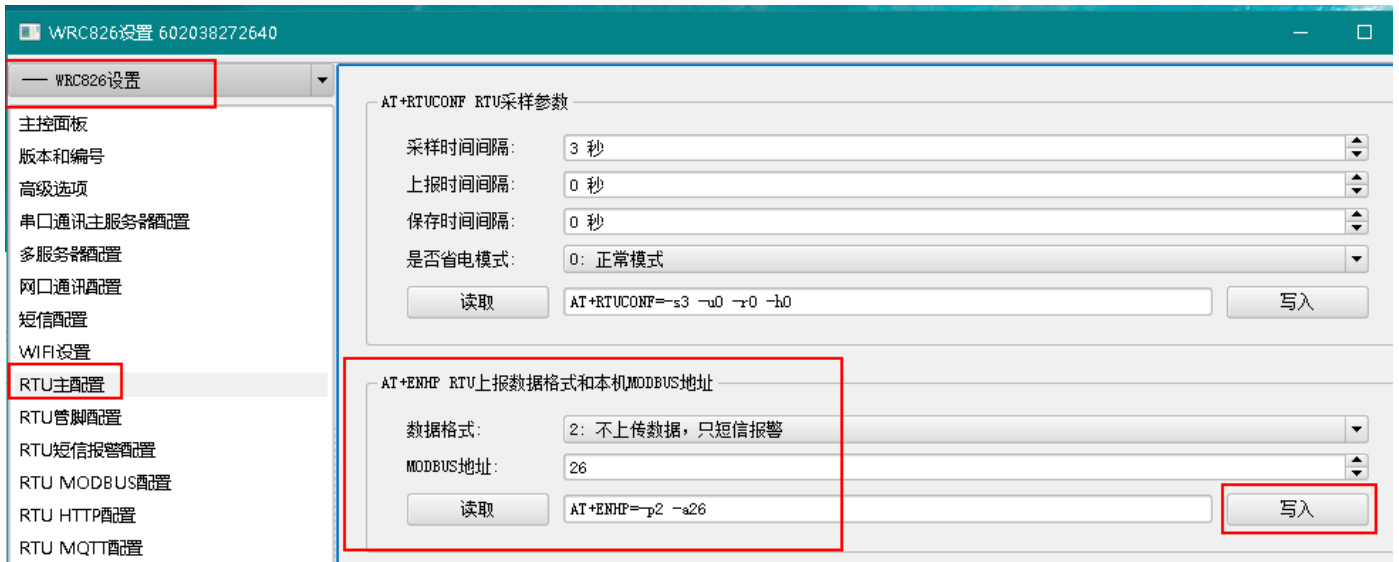 WRC826设置 602038272640
── WRC826设置
主控面板
版本和编号
高级选项
串口通讯主服务器配置
多服务器配置
网口通讯配置
短信配置
WIFI设置
RTU主配置
RTU管脚配置
RTU短信报警配置
RTU MODBUS配置
RTU HTTP配置
RTU MQTT配置
AT+RTUCONF RTU采样参数
采样时间间隔: 3 秒
上报时间间隔: 0 秒
保存时间间隔: 0 秒
是否省电模式: 0: 正常模式
读取 AT+RTUCONF=-s3 -u0 -r0 -h0 写入
AT+ENHP RTU上报数据格式和本机MODBUS地址
数据格式: 2: 不上传数据，只短信报警
MODBUS地址: 26
读取 AT+ENHP=-p2 -a26 写入